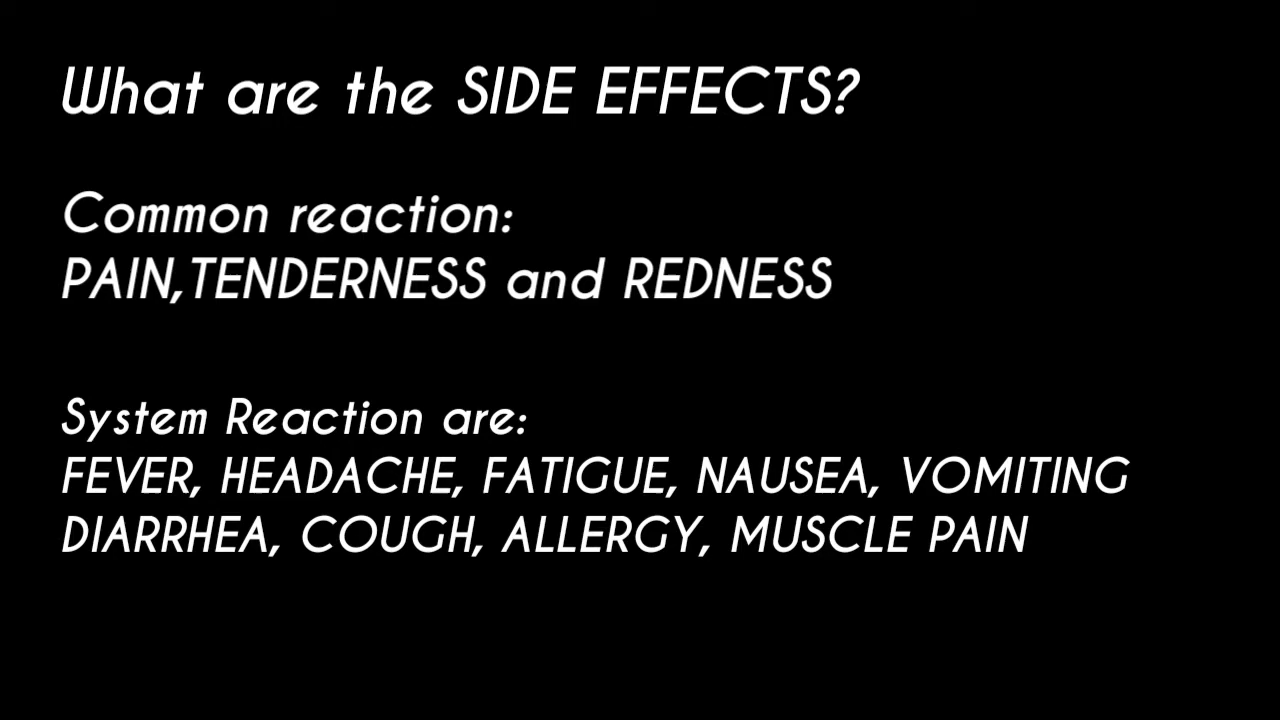 What are the SIDE EFFECTS?
Common reaction:
PAIN,TENDERNESS and REDNESS
System Reaction are:
FEVER, HEADACHE, FATIGUE, NAUSEA, VOMITING
DIARRHEA, COUGH, ALLERGY, MUSCLE PAIN